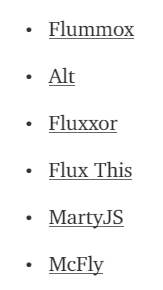 • Flummox
• Alt
• Fluxxor
• Flux This
• MartyJS
• McFly